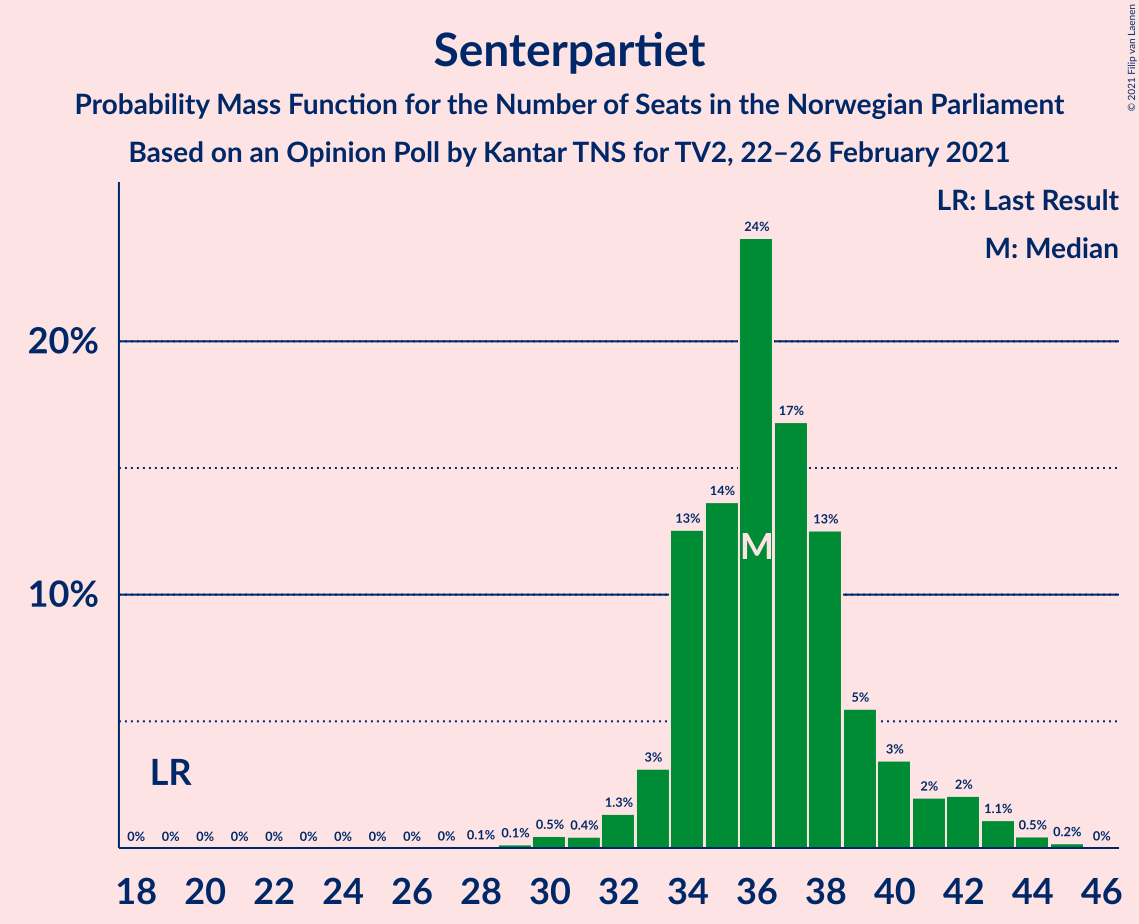 © 2021 Filip van Laenen
Senterpartiet
Probability Mass Function for the Number of Seats in the Norwegian Parliament
Based on an Opinion Poll by Kantar TNS for TV2, 22–26 February 2021
LR: Last Result
M: Median
24%
20%
17%
14%
13%
13%
M
10%
5%
LR
3%
3%
2%
2%
1.3%
1.1%
0% 0% 0% 0% 0% 0% 0% 0% 0% 0% 0.1% 0.1% 0.5% 0.4% 0.5% 0.2% 0%
18 20 22 24 26 28 30 32 34 36 38 40 42 44 46